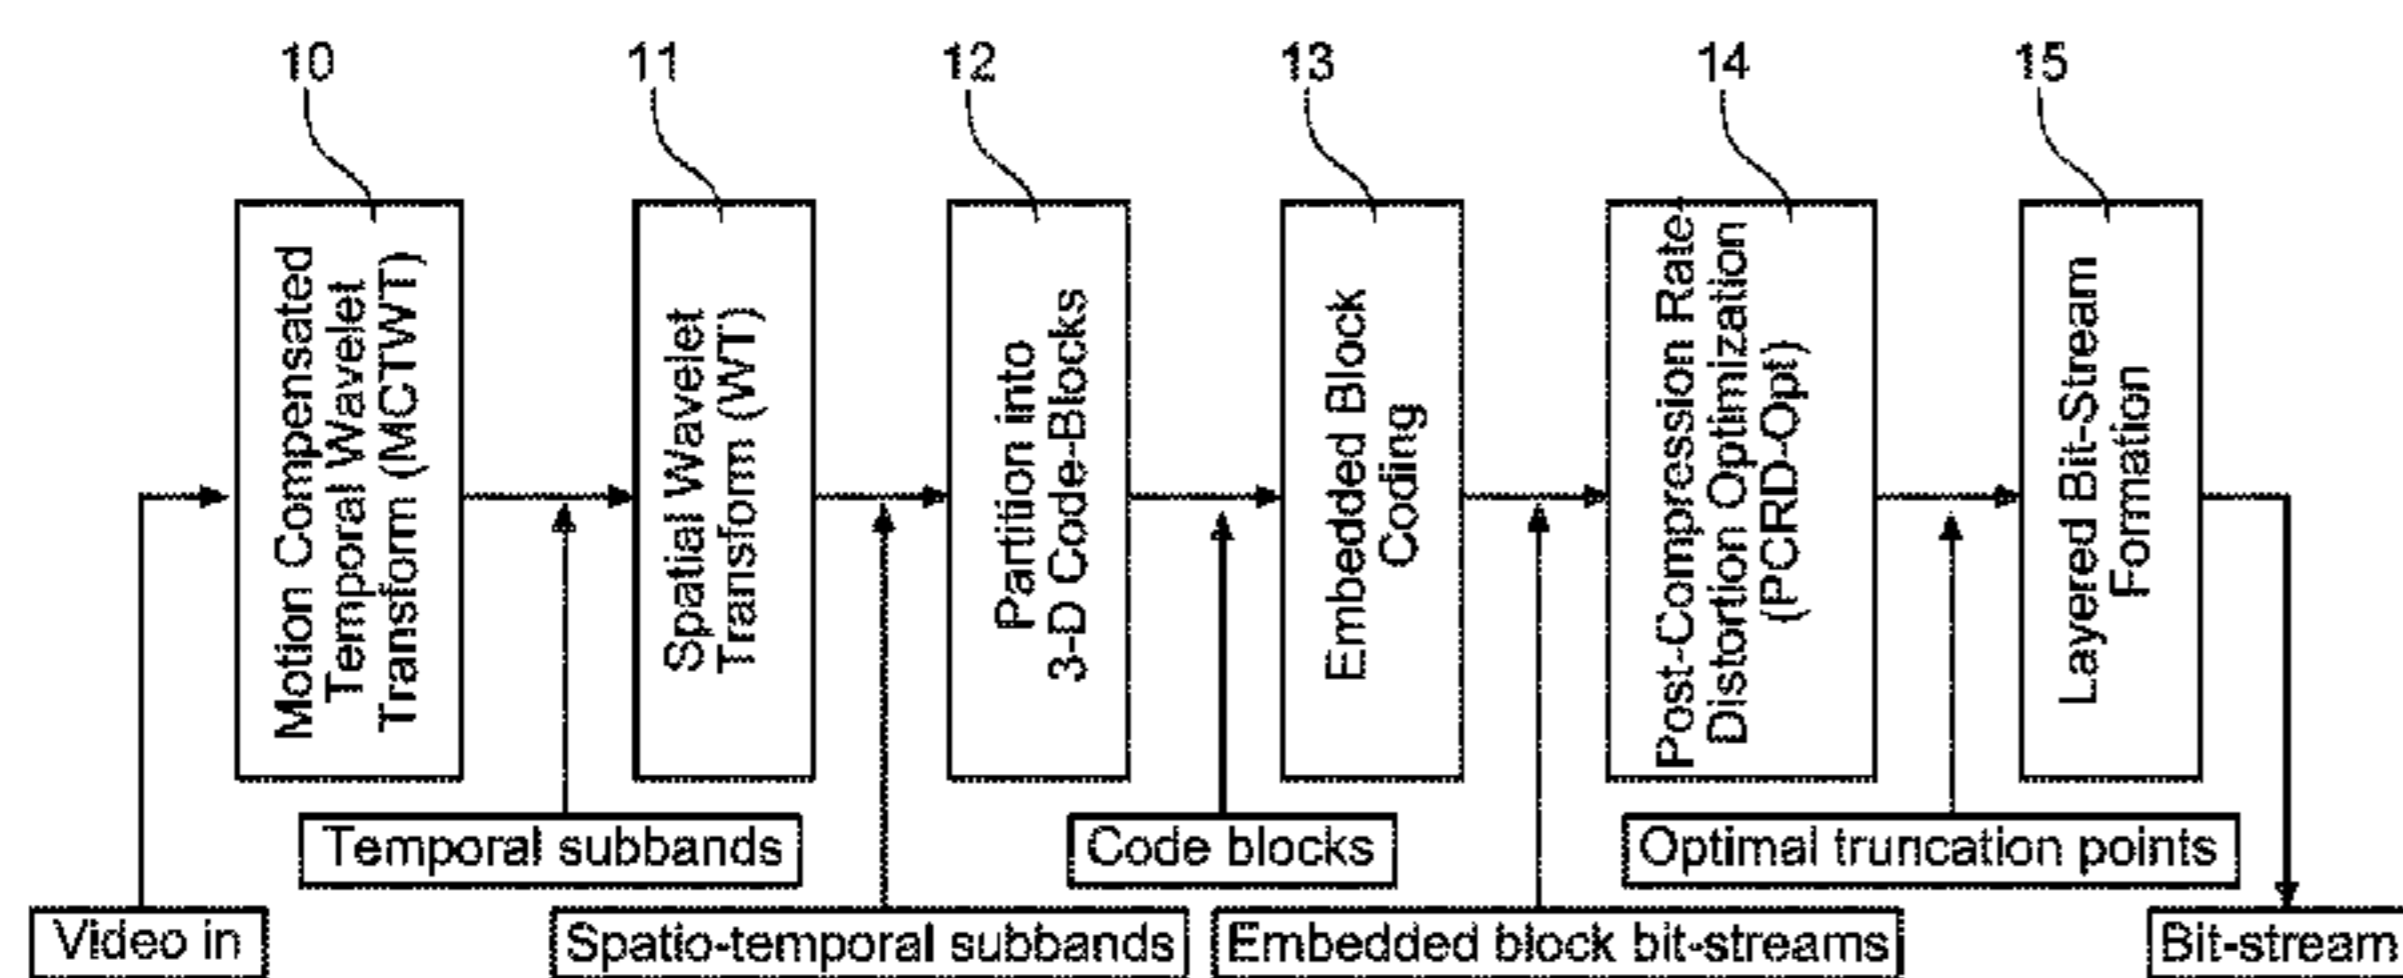 10
11
12
13
14
15
Motion Compensated
Temporal Wavelet
Transform (MCTWT)
Spatial Wavelet
Transform (WT)
Partition into
3-D Code-Blocks
Embedded Block
Coding
Post-Compression Rate-
Distortion Optimization
(PCRD-Opt)
Layered Bit-Stream
Formation
Temporal subbands
Code blocks
Optimal truncation points
Video in
Spatio-temporal subbands
Embedded block bit-streams
Bit-stream